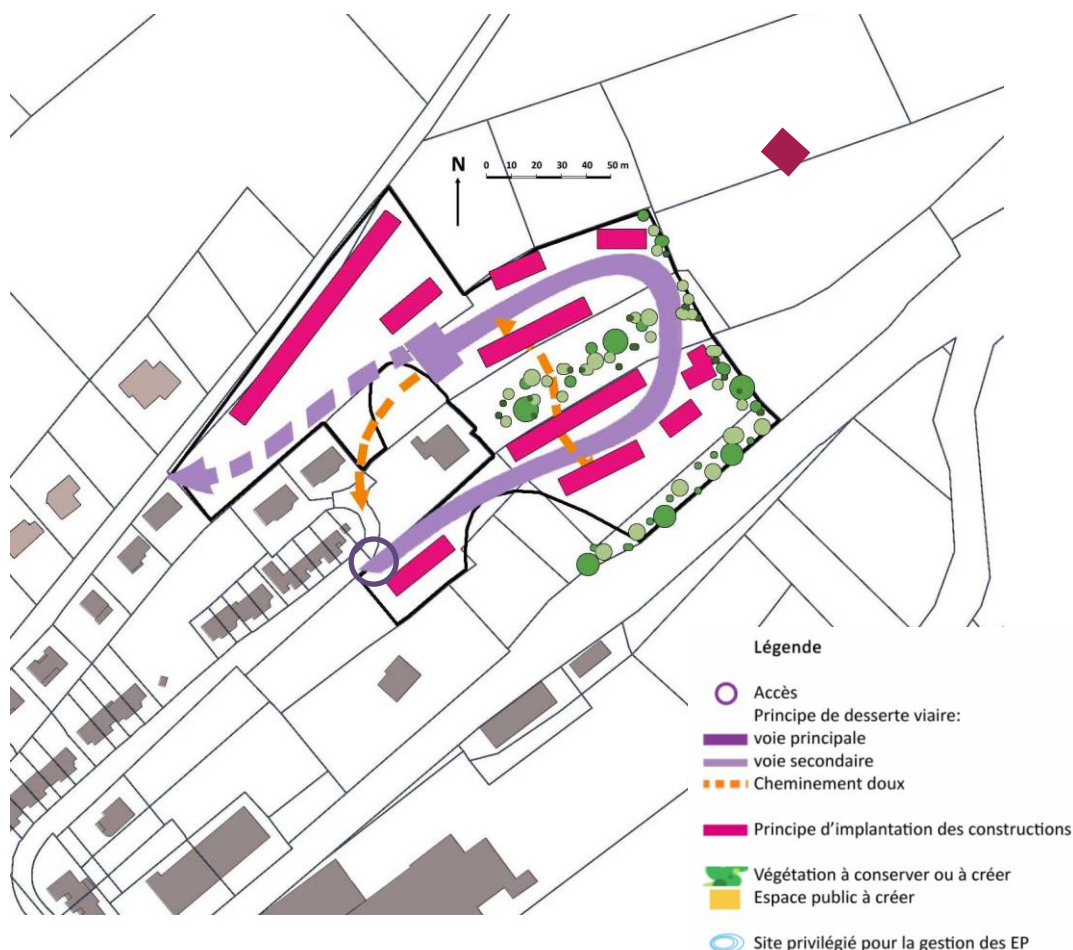 N
0 10 20 30 40 50 m
Légende
Accès
Principe de desserte viaire:
voie principale
voie secondaire
Cheminement doux
Principe d'implantation des constructions
Végétation à conserver ou à créer
Espace public à créer
Site privilégié pour la gestion des EP